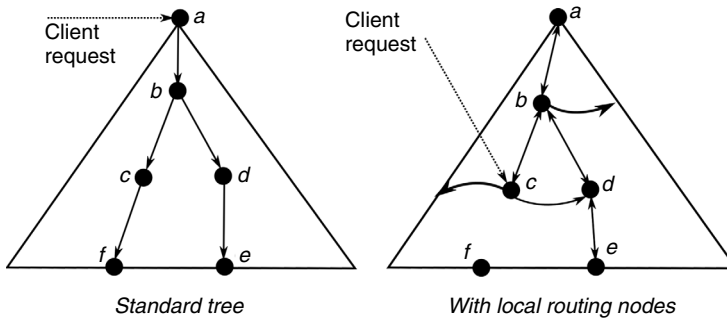 a
Client
request
b
c
d
f
e
Standard tree
a
Client
request
b
c
d
f
e
With local routing nodes